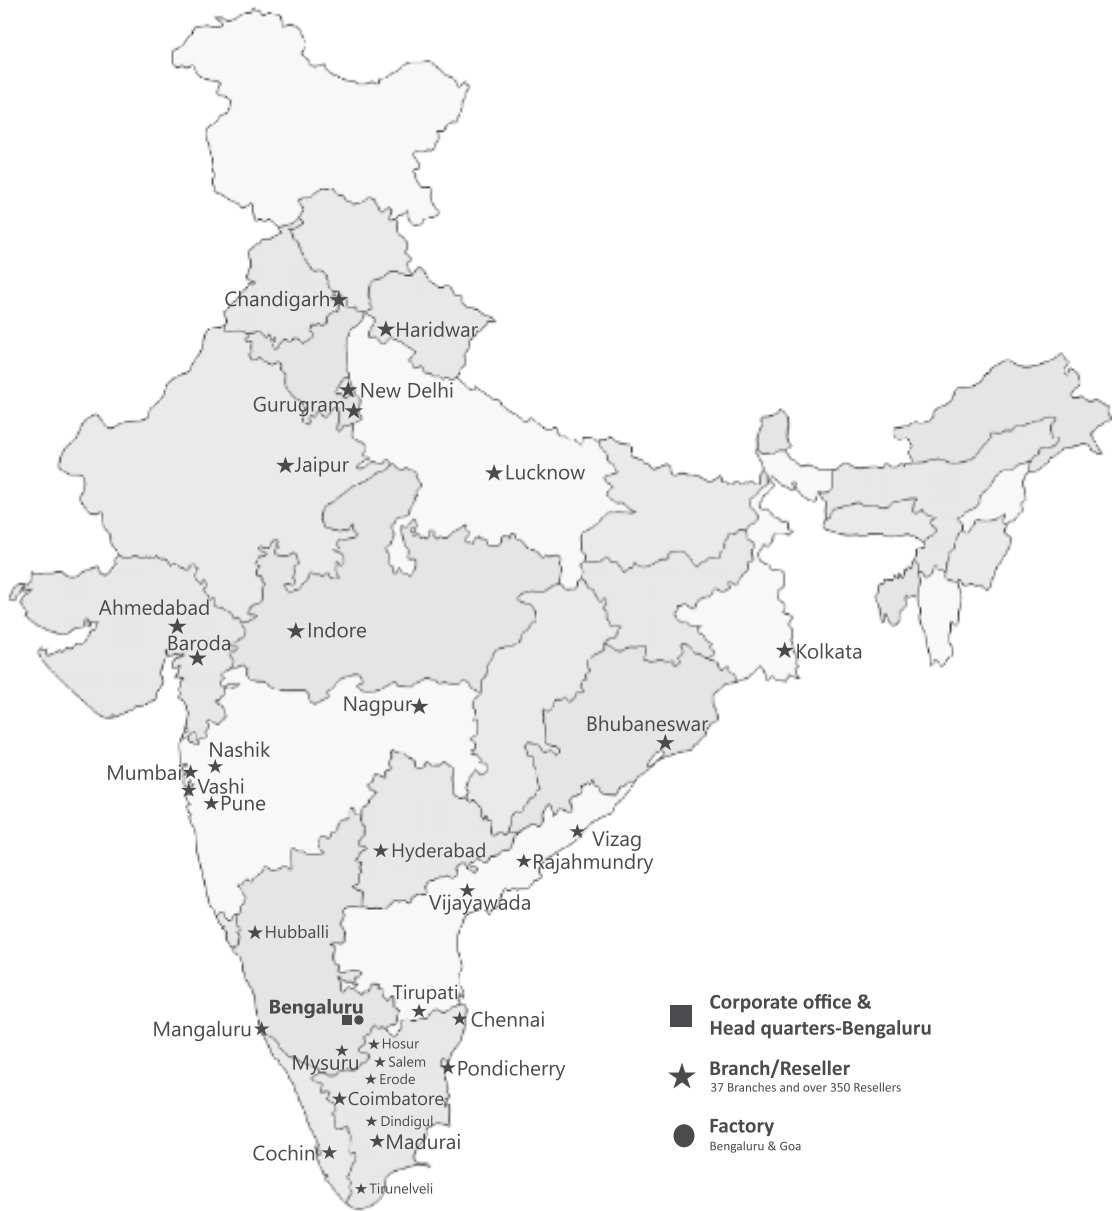 Chandigarh
Haridwar
New Delhi
Gurugram
Jaipur
Lucknow
Ahmedabad
Indore
Baroda
Kolkata
Nagpur
Bhubaneswar
Nashik
Mumbai
Vashi
Pune
Vizag
Hyderabad
Rajahmundry
Vijayawada
Hubballi
Tirupati
Bengaluru
Chennai
Mangaluru
Hosur
Mysuru
Salem
Pondicherry
Erode
Coimbatore
Dindigul
Madurai
Cochin
Tirunelveli
Corporate office &
Head quarters-Bengaluru
Branch/Reseller
37 Branches and over 350 Resellers
Factory
Bengaluru & Goa